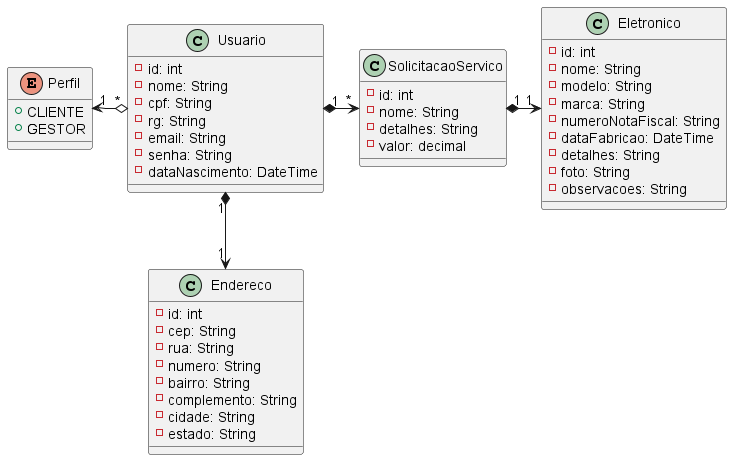 E Perfil
CLIENTE
GESTOR
1 *
C Usuario
id: int
nome: String
cpf: String
rg: String
email: String
senha: String
dataNascimento: DateTime
1 *
C SolicitacaoServico
id: int
nome: String
detalhes: String
valor: decimal
1 1
C Eletronico
id: int
nome: String
modelo: String
marca: String
numeroNotaFiscal: String
dataFabricao: DateTime
detalhes: String
foto: String
observacoes: String
1
1
C Endereco
id: int
cep: String
rua: String
numero: String
bairro: String
complemento: String
cidade: String
estado: String